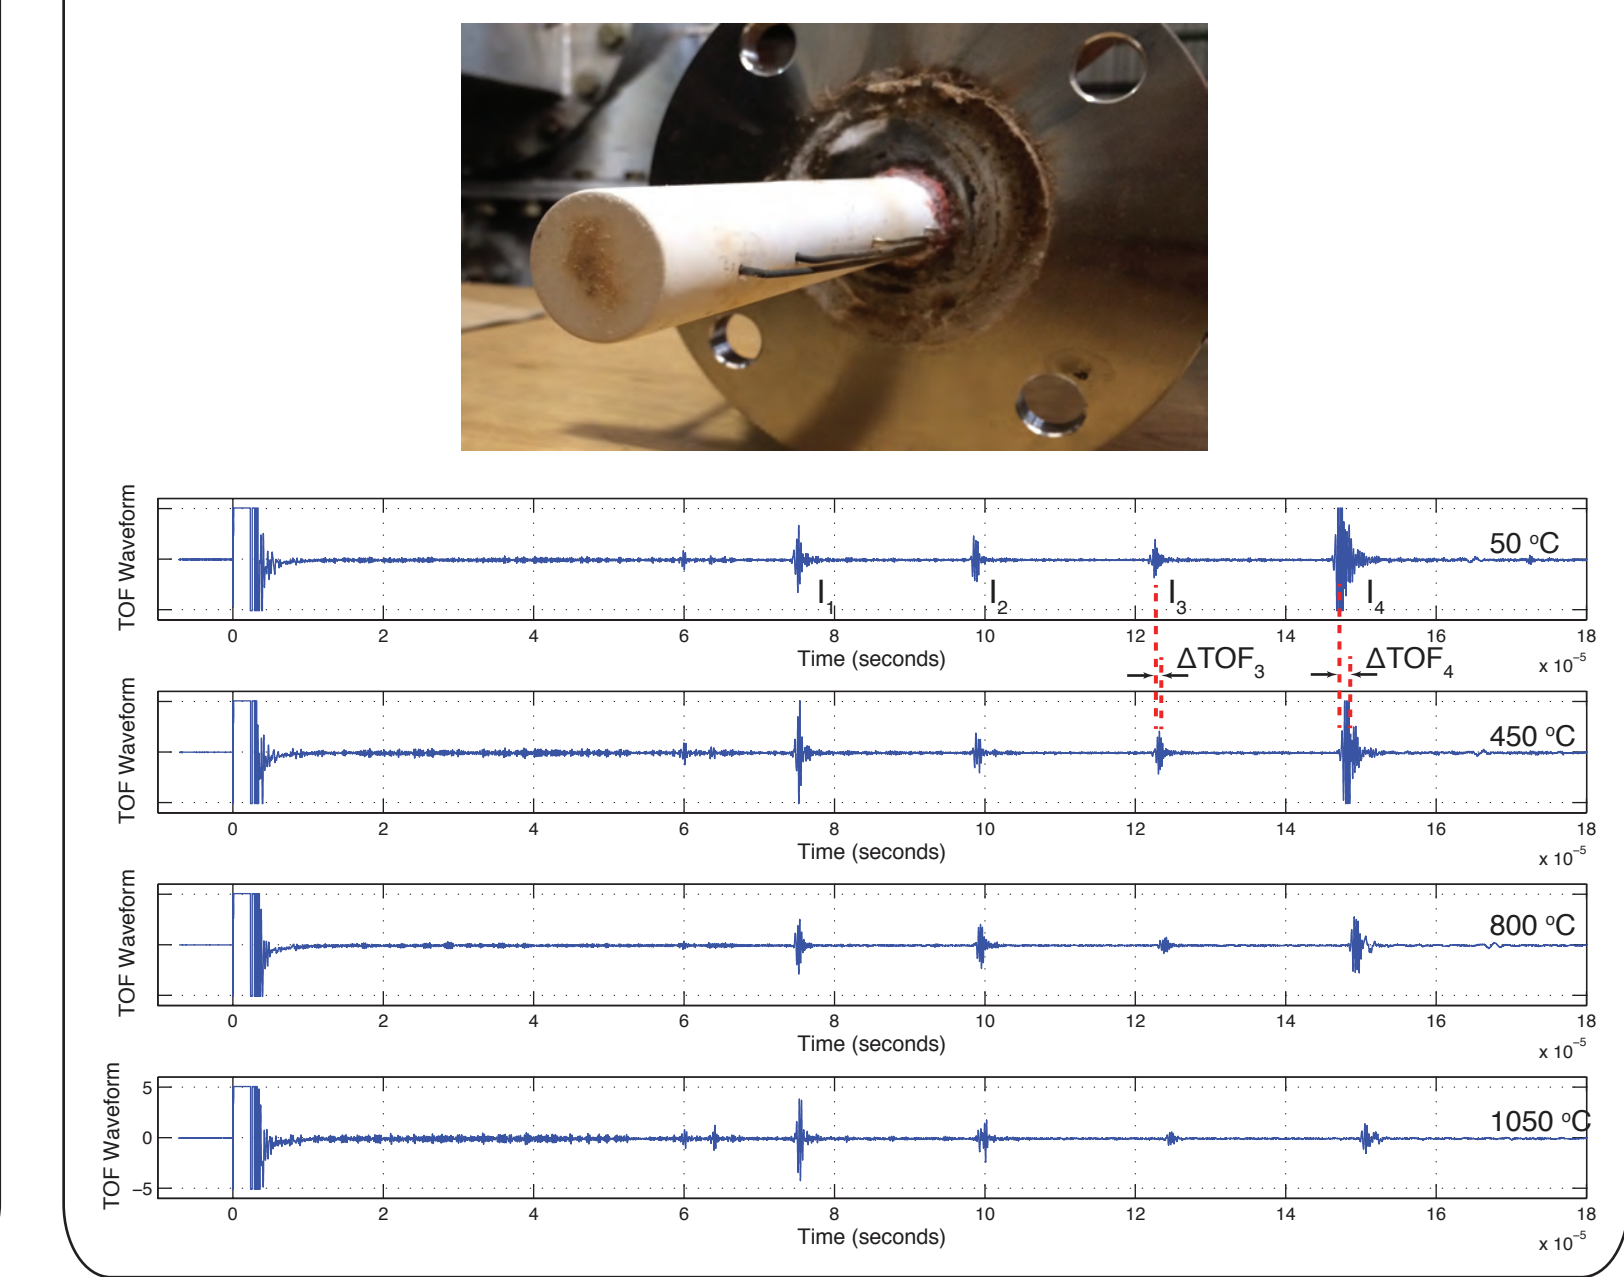 TOF Waveform
50 °C
I1 I2 I3 I4
0 2 4 6 8 10 12 14 16 18
Time (seconds)
x 10−5
ΔTOF3 ΔTOF4
TOF Waveform
450 °C
0 2 4 6 8 10 12 14 16 18
Time (seconds)
x 10−5
TOF Waveform
800 °C
0 2 4 6 8 10 12 14 16 18
Time (seconds)
x 10−5
TOF Waveform
5
0
−5
1050 °C
0 2 4 6 8 10 12 14 16 18
Time (seconds)
x 10−5